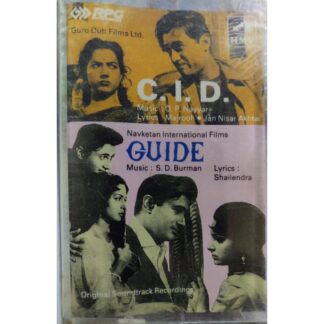 RPG
HMV
Guru Dutt Films Ltd.
C.I.D.
Music : O. P. Nayyar
Lyrics : Majrooh • Jan Nisar Akhtar
Navketan International Films
GUIDE
Music : S. D. Burman
Lyrics :
Shailendra
Original Soundtrack Recordings